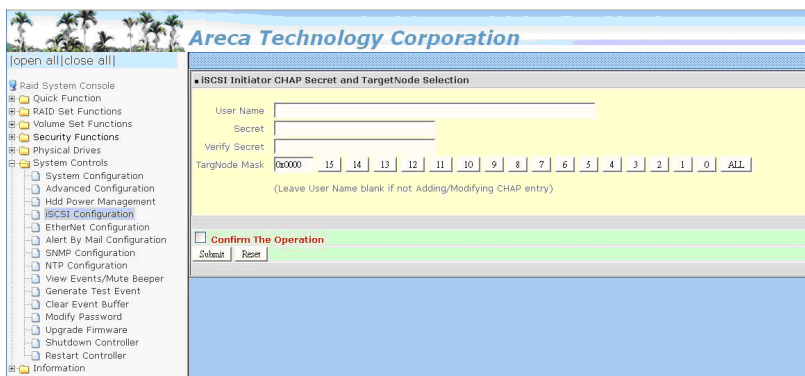 Areca Technology Corporation
|open all|close all|
Raid System Console
Quick Function
RAID Set Functions
Volume Set Functions
Security Functions
Physical Drives
System Controls
System Configuration
Advanced Configuration
Hdd Power Management
iSCSI Configuration
EtherNet Configuration
Alert By Mail Configuration
SNMP Configuration
NTP Configuration
View Events/Mute Beeper
Generate Test Event
Clear Event Buffer
Modify Password
Upgrade Firmware
Shutdown Controller
Restart Controller
Information
iSCSI Initiator CHAP Secret and TargetNode Selection
User Name
Secret
Verify Secret
TargNode Mask 0x0000 15 14 13 12 11 10 9 8 7 6 5 4 3 2 1 0 ALL
(Leave User Name blank if not Adding/Modifying CHAP entry)
Confirm The Operation
Submit Reset